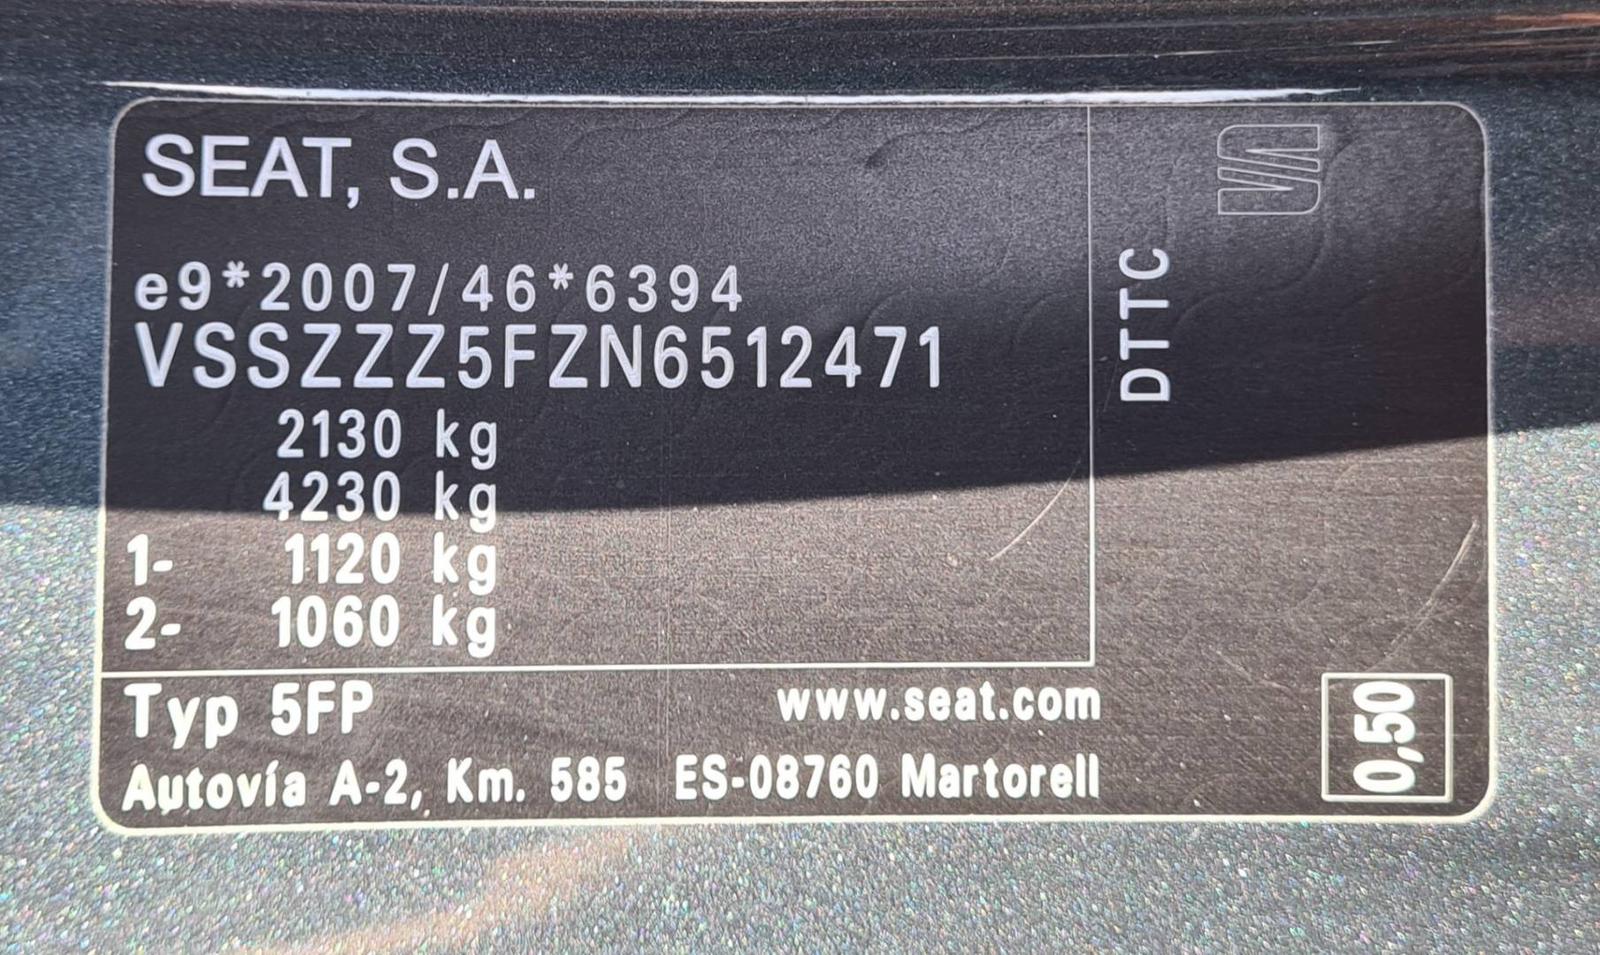 SEAT, S.A.
e9*2007/46*6394
VSSZZZ5FZN6512471
2130 kg
4230 kg
1- 1120 kg
2- 1060 kg
Typ 5FP
www.seat.com
Autovía A-2, Km. 585 ES-08760 Martorell
DTTC
0,50